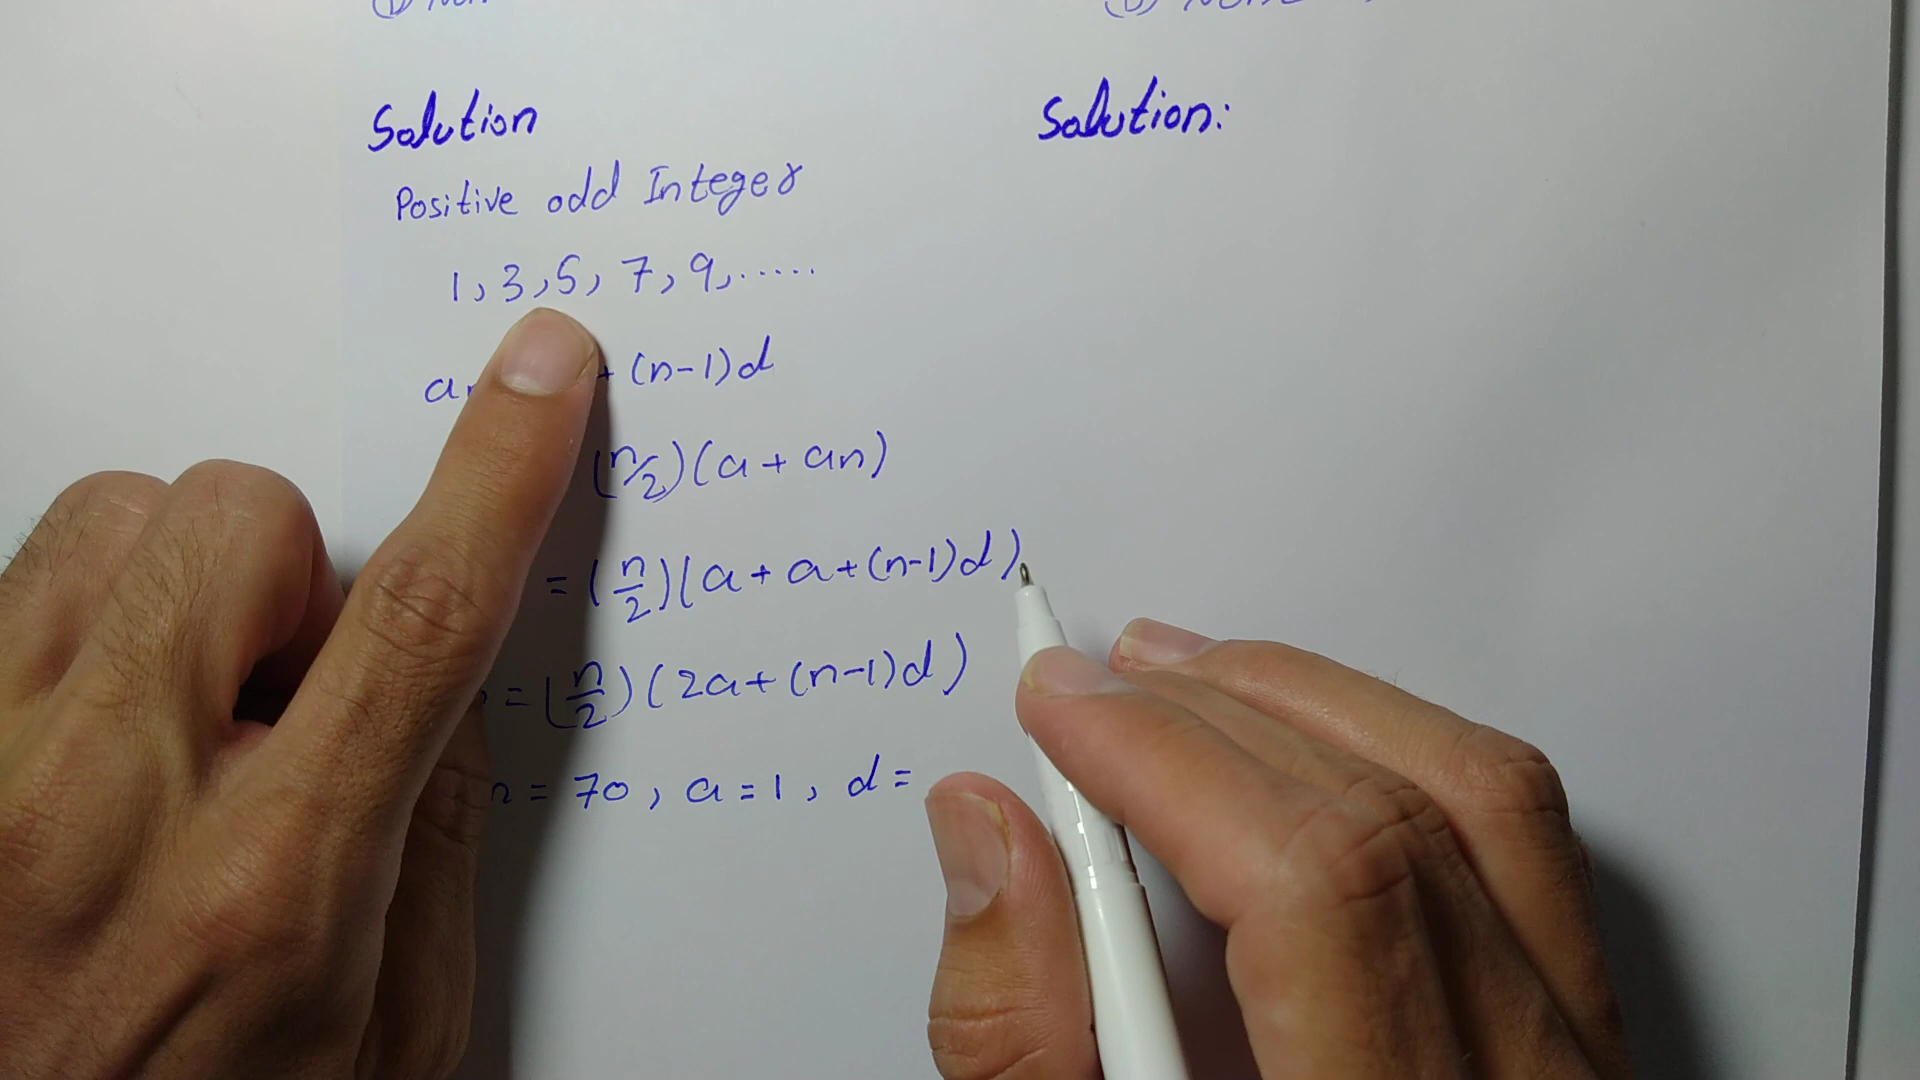 Solution
Positive odd Integer
1, 3, 5, 7, 9, .....
+ (n-1)d
(n/2)(a + an)
= (n/2)(a + a + (n-1)d)
= (n/2)(2a + (n-1)d)
n = 70, a = 1, d =
Solution: